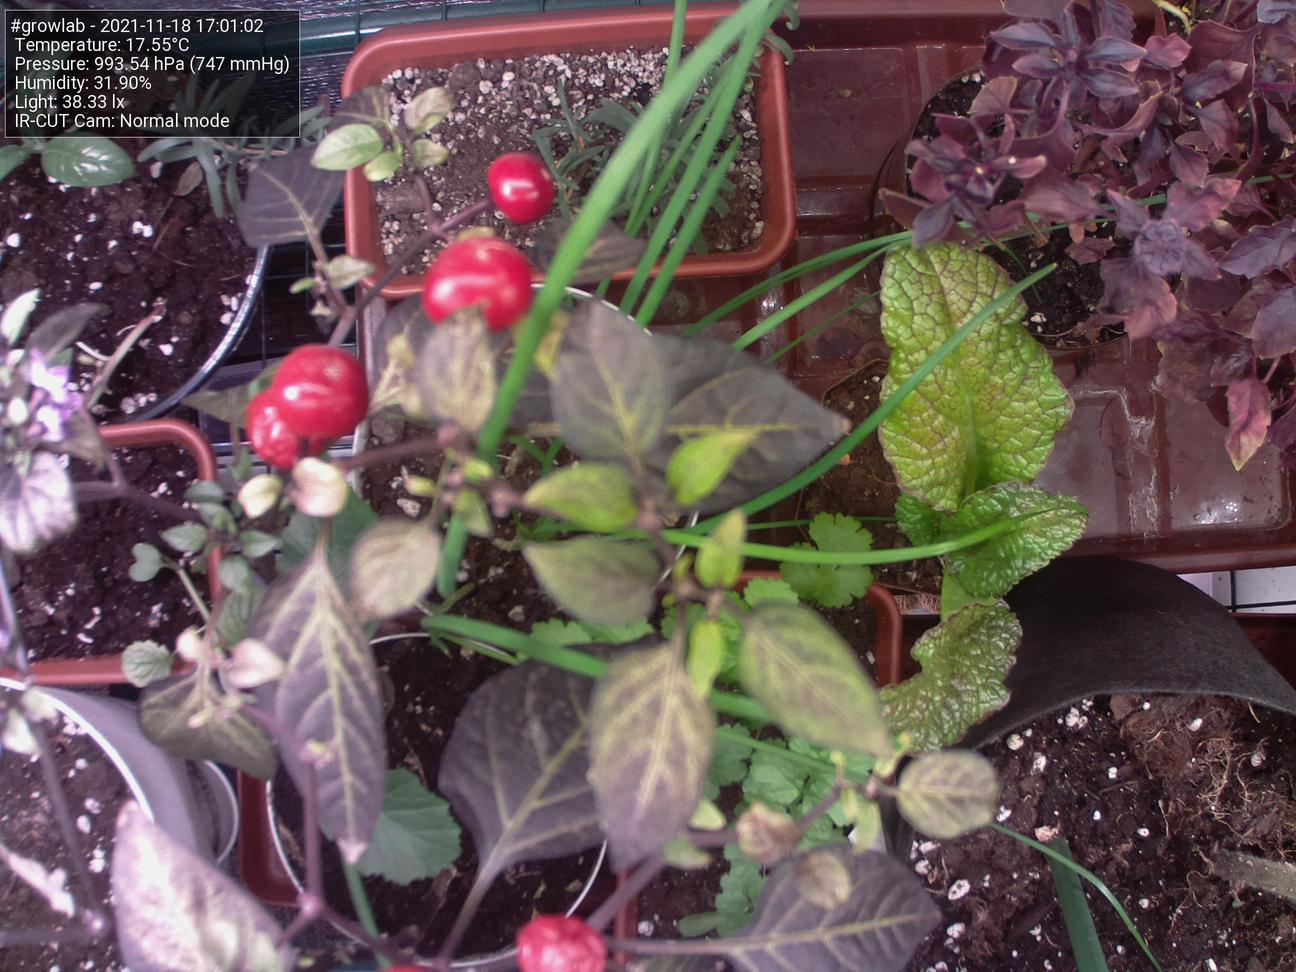 #growlab - 2021-11-18 17:01:02
Temperature: 17.55°C
Pressure: 993.54 hPa (747 mmHg)
Humidity: 31.90%
Light: 38.33 lx
IR-CUT Cam: Normal mode